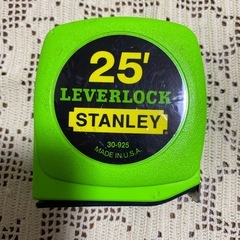 25'
LEVERLOCK
STANLEY
30-925
MADE IN U.S.A.